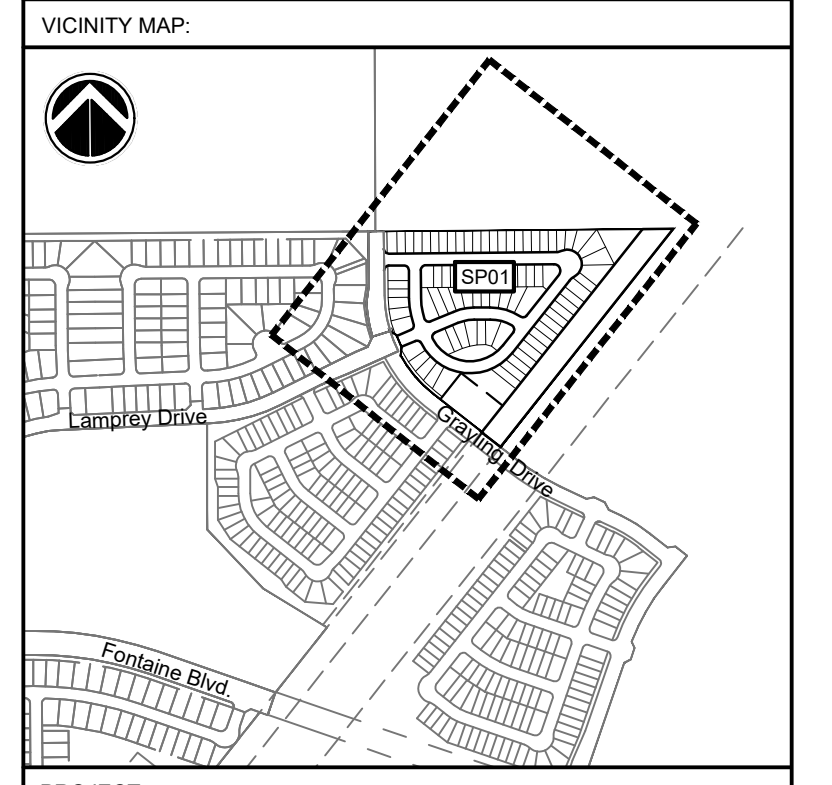 VICINITY MAP:
SP01
Lamprey Drive
Grayling Drive
Fontaine Blvd.